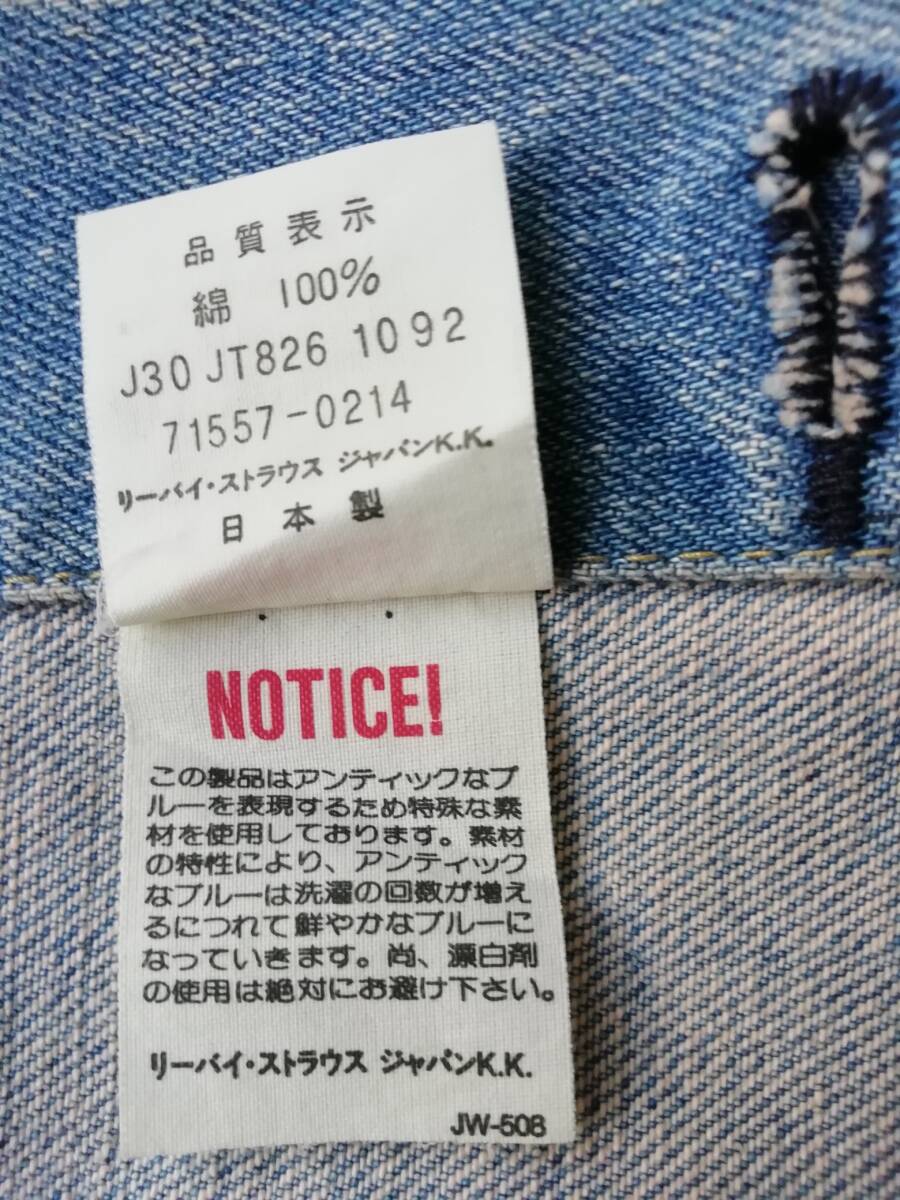 品質表示
綿 100%
J30 JT826 1092
71557-0214
リーバイ・ストラウス ジャパンK.K.
日本製
NOTICE!
この製品はアンティックなブ
ルーを表現するため特殊な素
材を使用しております。素材
の特性により、アンティック
なブルーは洗濯の回数が増え
るにつれて鮮やかなブルーに
なっていきます。尚、漂白剤
の使用は絶対にお避け下さい。
リーバイ・ストラウス ジャパンK.K.
JW-508